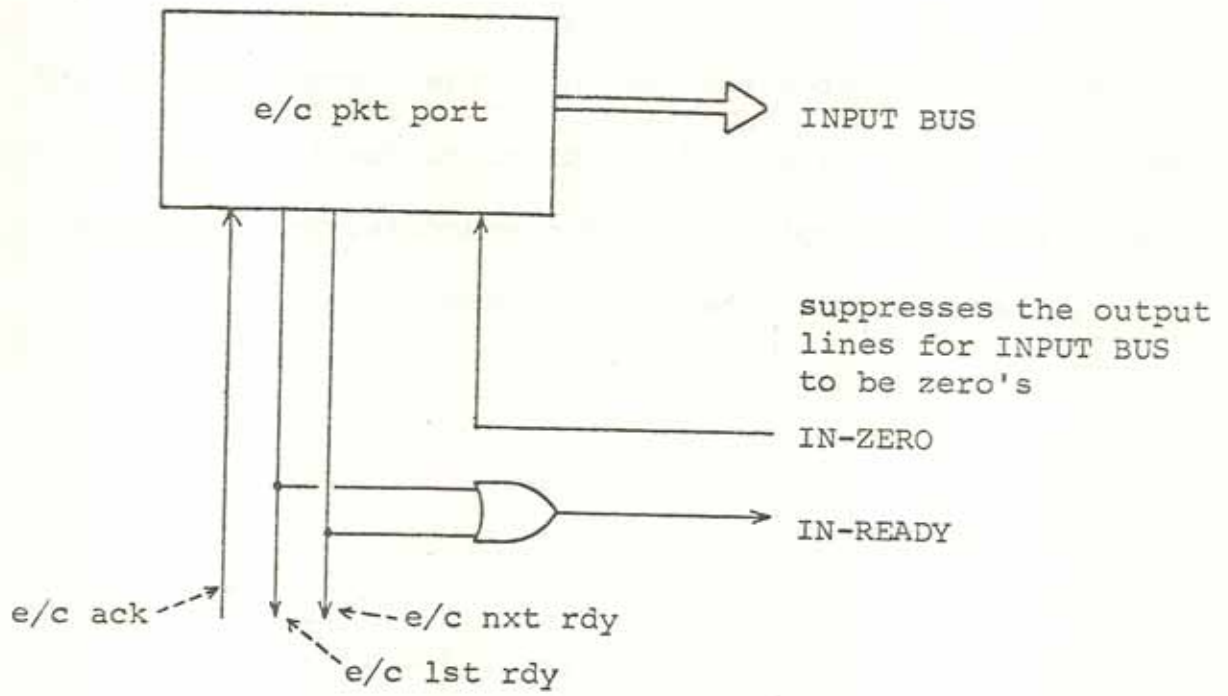 e/c pkt port
INPUT BUS
suppresses the output
lines for INPUT BUS
to be zero's
IN-ZERO
IN-READY
e/c ack
e/c nxt rdy
e/c lst rdy